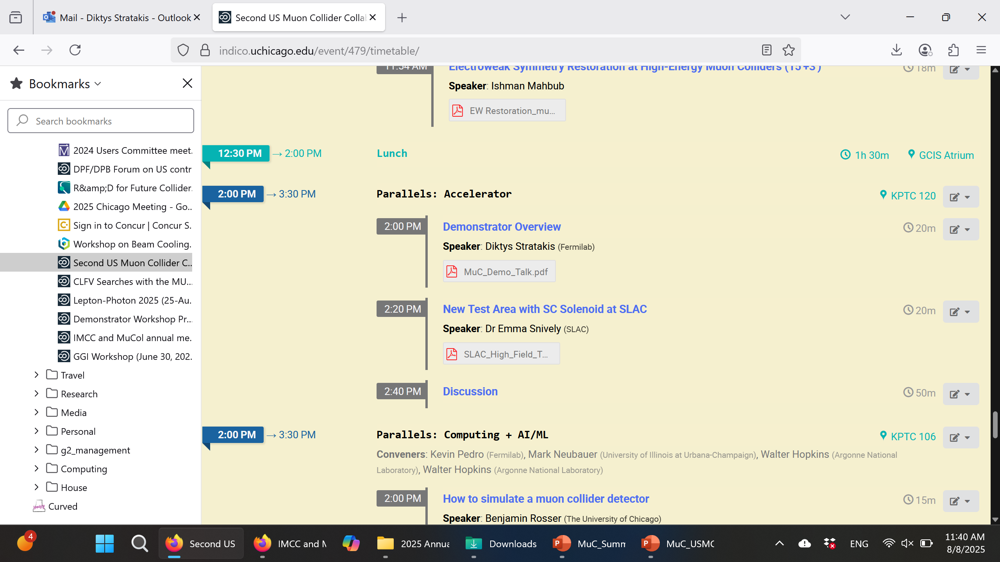 Mail - Diktys Stratakis - Outlook
Second US Muon Collider Colla
indico.uchicago.edu/event/479/timetable/
Bookmarks
Search bookmarks
2024 Users Committee meet.
DPF/DPB Forum on US contr
R&amp;D for Future Collider.
2025 Chicago Meeting - Go...
Sign in to Concur | Concur S.
Workshop on Beam Cooling.
Second US Muon Collider C...
CLFV Searches with the MU...
Lepton-Photon 2025 (25-Au.
Demonstrator Workshop Pr...
IMCC and MuCol annual me.
GGI Workshop (June 30, 202.
Travel
Research
Media
Personal
g2_management
Computing
House
Curved
11:54 AM Electroweak Symmetry Restoration at High-Energy Muon Colliders (15'+3') 18m
Speaker: Ishman Mahbub
EW Restoration_mu...
12:30 PM → 2:00 PM Lunch 1h 30m GCIS Atrium
2:00 PM → 3:30 PM Parallels: Accelerator KPTC 120
2:00 PM Demonstrator Overview 20m
Speaker: Diktys Stratakis (Fermilab)
MuC_Demo_Talk.pdf
2:20 PM New Test Area with SC Solenoid at SLAC 20m
Speaker: Dr Emma Snively (SLAC)
SLAC_High_Field_T...
2:40 PM Discussion 50m
2:00 PM → 3:30 PM Parallels: Computing + AI/ML KPTC 106
Conveners: Kevin Pedro (Fermilab), Mark Neubauer (University of Illinois at Urbana-Champaign), Walter Hopkins (Argonne National
Laboratory), Walter Hopkins (Argonne National Laboratory)
2:00 PM How to simulate a muon collider detector 15m
Speaker: Benjamin Rosser (The University of Chicago)
4
Second US
IMCC and M
2025 Annua
Downloads
MuC_Summ
MuC_USMC
ENG
11:40 AM
8/8/2025